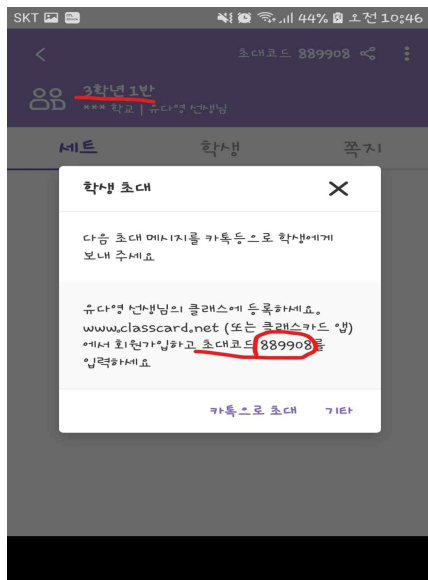 SKT 44% 오전 10:46
초대코드 889908
3학년 1반
*** 학교 | 유다영 선생님
세트 학생 쪽지
학생 초대
다음 초대 메시지를 카톡등으로 학생에게
보내 주세요
유다영 선생님의 클래스에 등록하세요.
www.classcard.net (또는 클래스카드 앱)
에서 회원가입하고 초대코드 889908를
입력하세요
카톡으로 초대 기타